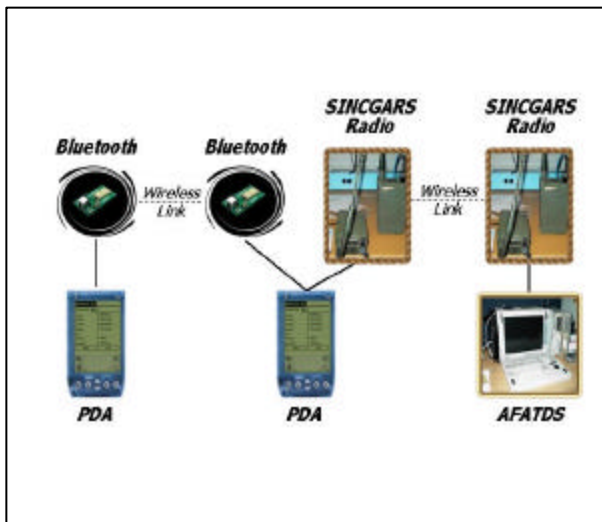 SINCGARS
Radio
SINCGARS
Radio
Bluetooth
Bluetooth
Wireless
Link
Wireless
Link
PDA
PDA
AFATDS